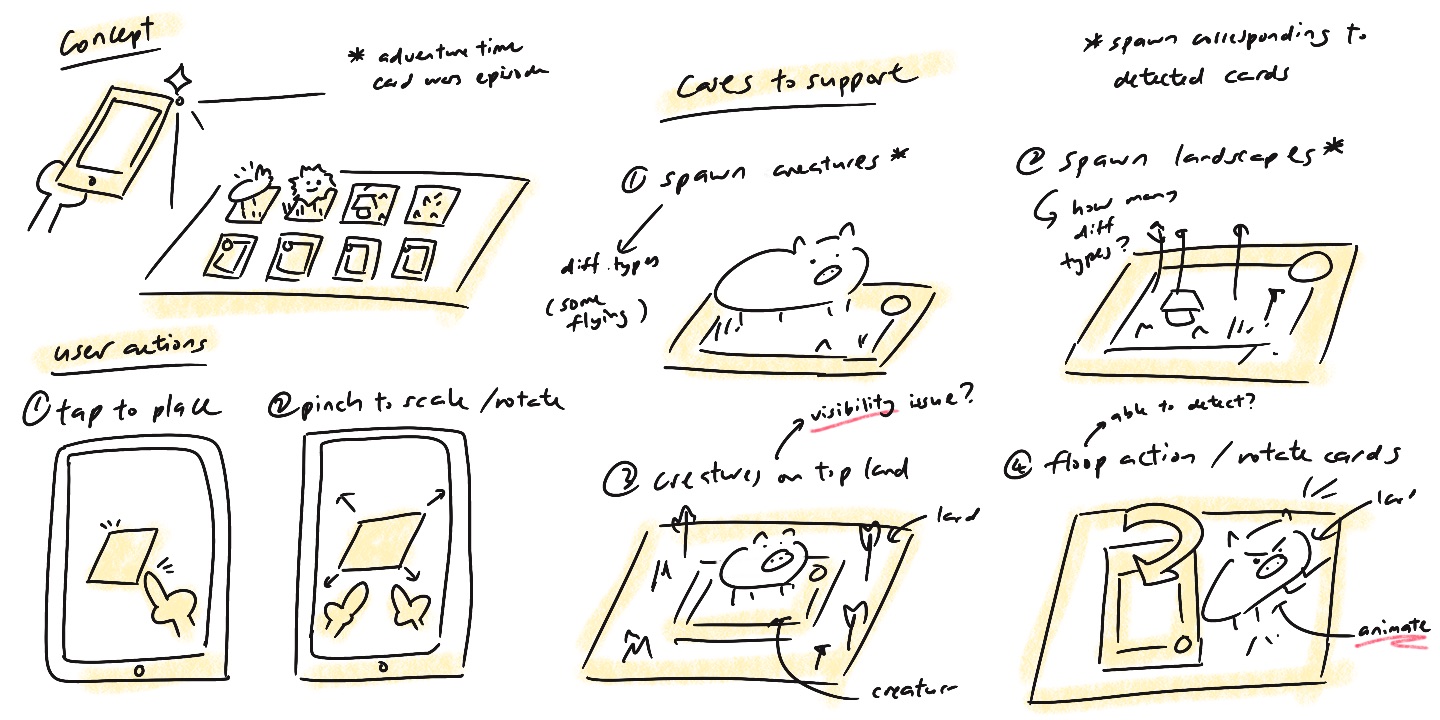 Concept
* adventure time
card wars episode
user actions
① tap to place
② pinch to scale / rotate
Cases to support
* spawn corresponding to
detected cards
① spawn creatures *
diff. types
(some
flying)
② spawn landscapes *
how many
diff
types?
visibility issue?
③ creatures on top land
land
creature
able to detect?
④ floop action / rotate cards
animate